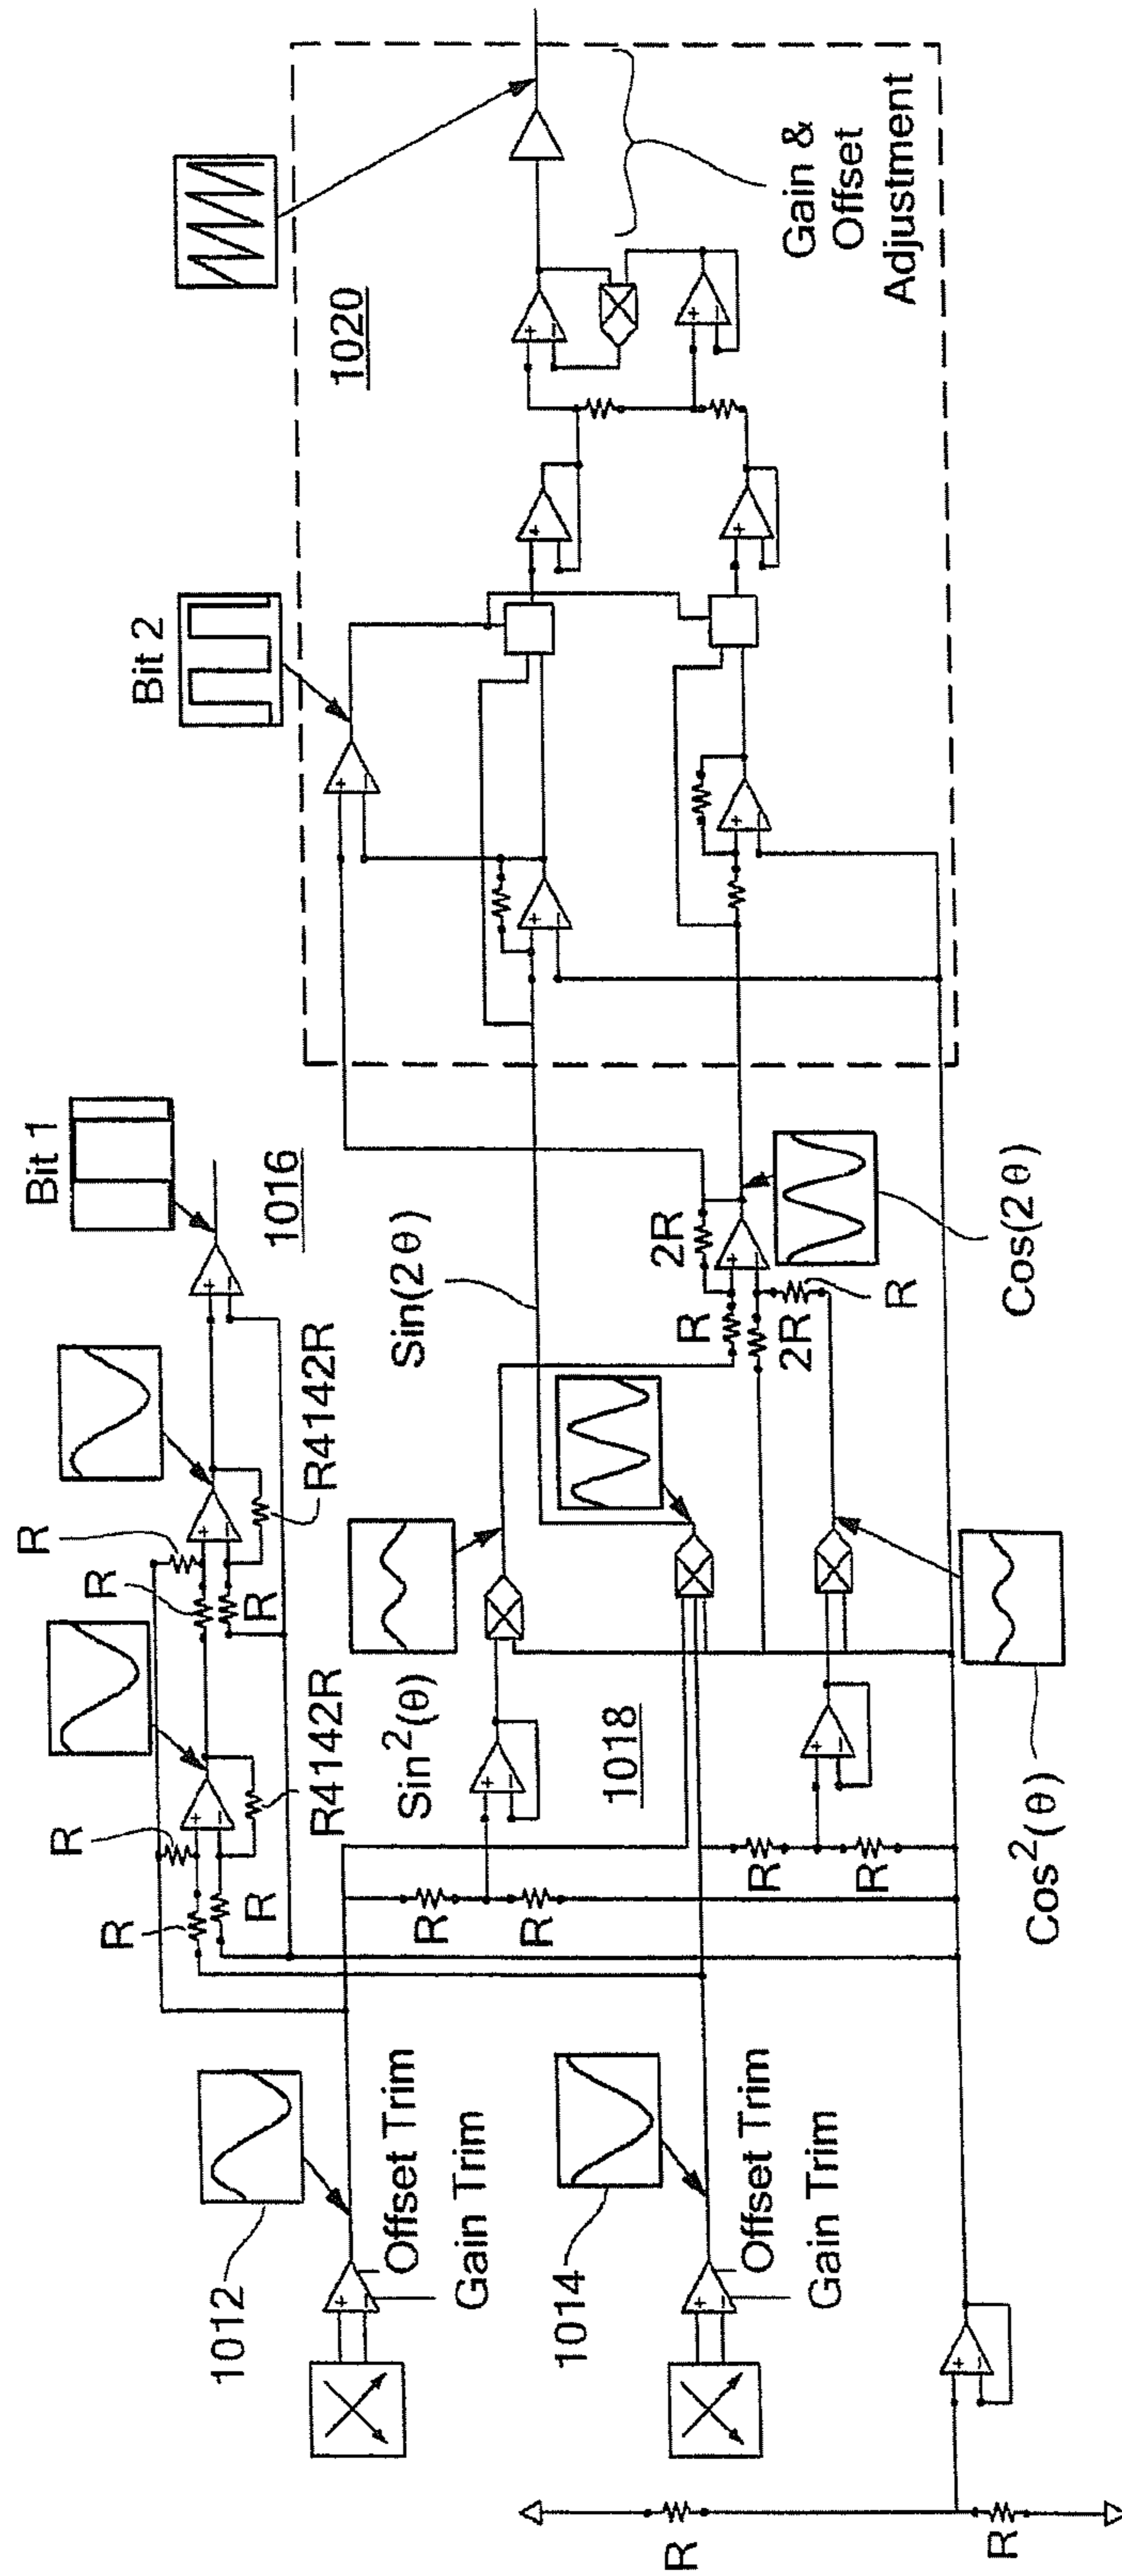 Bit 1
1016
R
R
R
R4142R
R
R
R
R4142R
Bit 2
1020
Gain &
Offset
Adjustment
1012
Offset Trim
Gain Trim
1014
Offset Trim
Gain Trim
Sin²(θ)
1018
R
R
R
R
Cos²(θ)
Sin(2θ)
2R
R
2R
R
Cos(2θ)
R
R
+
−